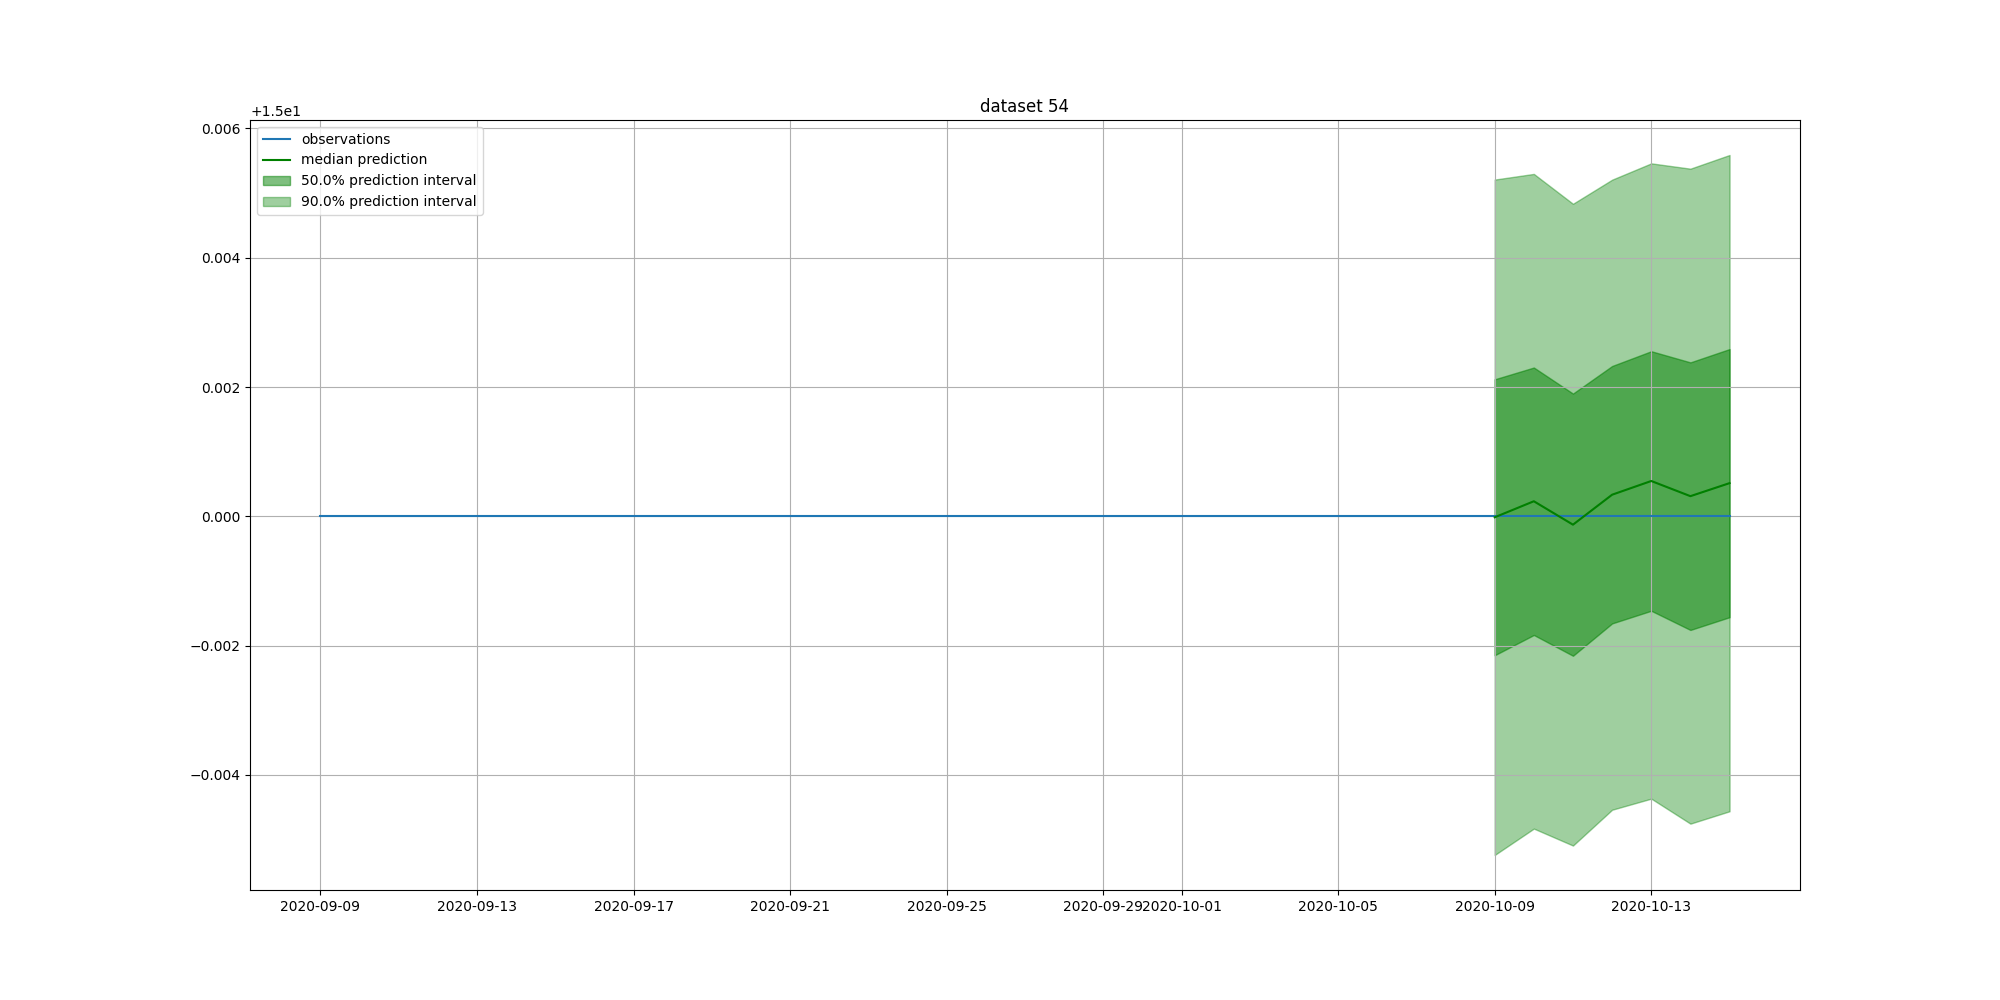 dataset 54
+1.5e1
0.006
0.004
0.002
0.000
−0.002
−0.004
observations
median prediction
50.0% prediction interval
90.0% prediction interval
2020-09-09 2020-09-13 2020-09-17 2020-09-21 2020-09-25 2020-09-29 2020-10-01 2020-10-05 2020-10-09 2020-10-13